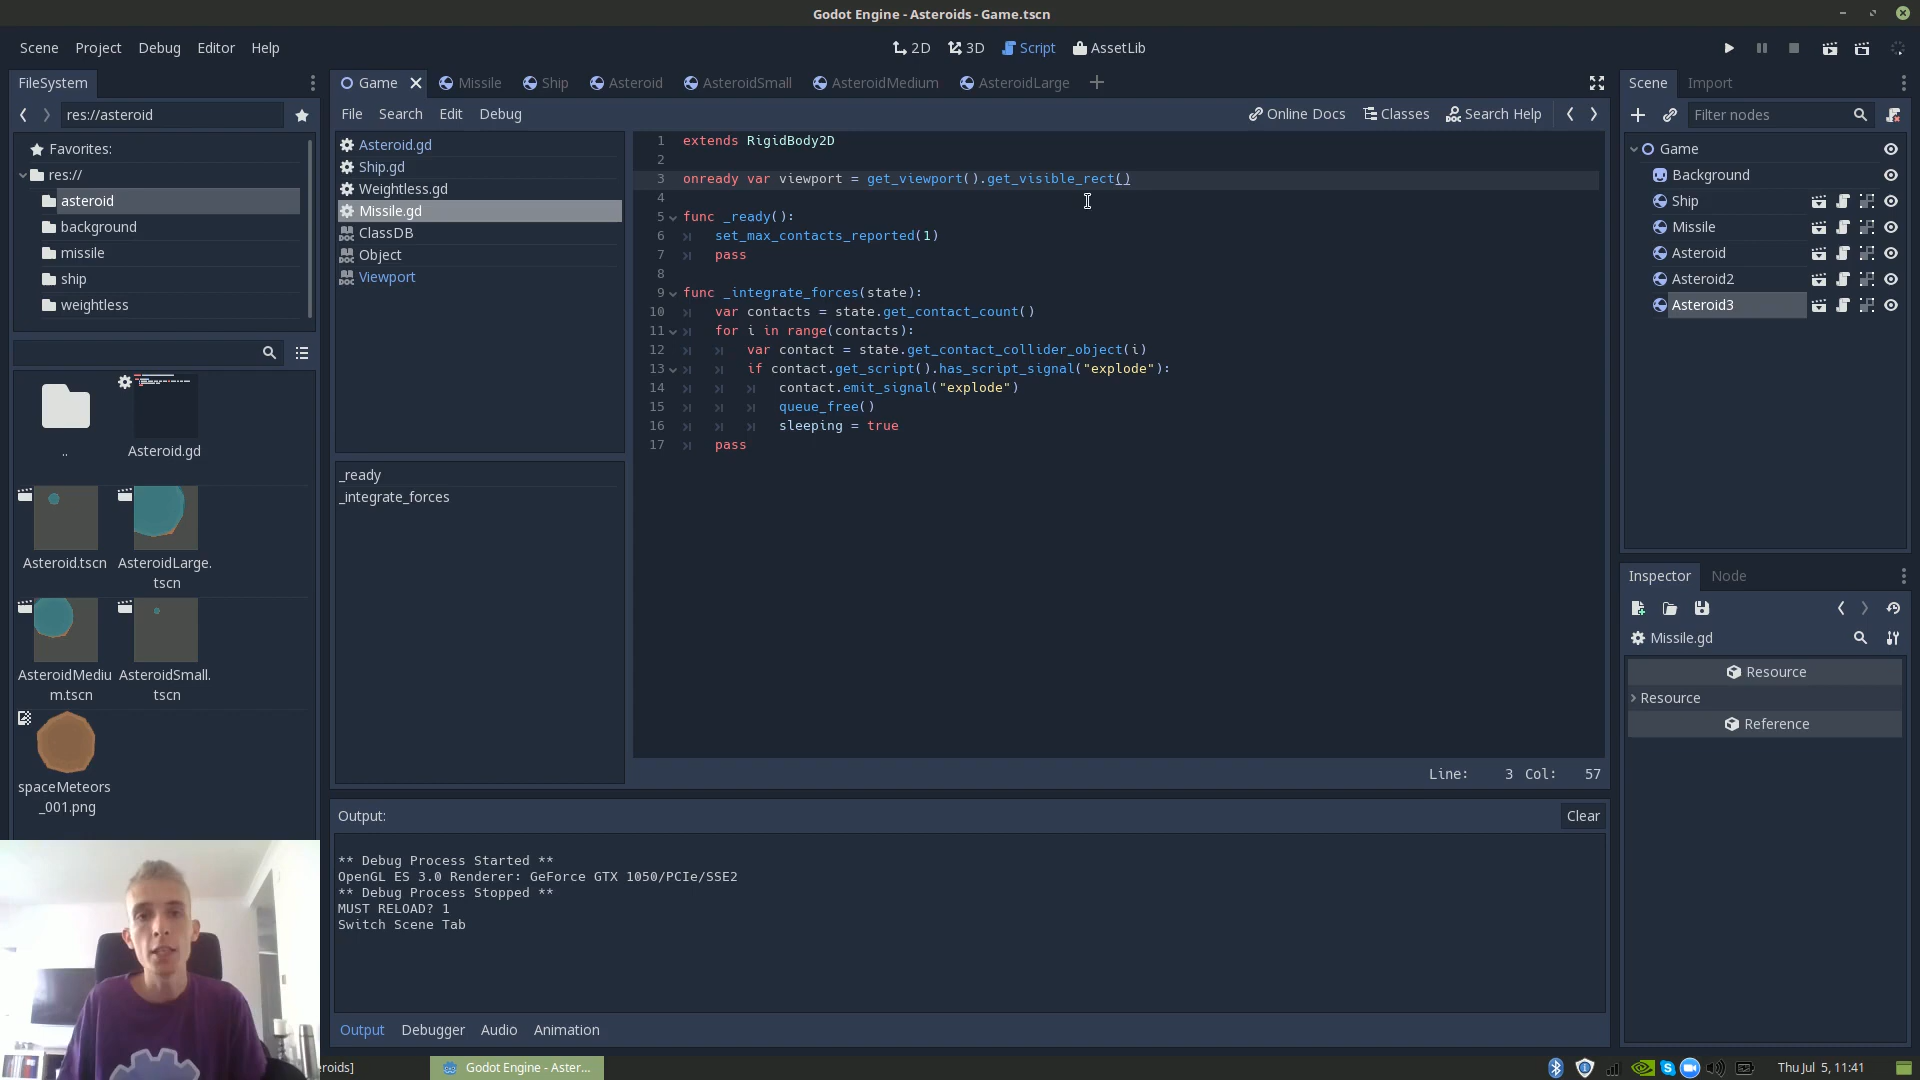 Godot Engine - Asteroids - Game.tscn
Scene Project Debug Editor Help
2D 3D Script AssetLib
FileSystem
res://asteroid
Favorites:
res://
asteroid
background
missile
ship
weightless
..
Asteroid.gd
Asteroid.tscn
AsteroidLarge.
tscn
AsteroidMediu
m.tscn
AsteroidSmall.
tscn
spaceMeteors
_001.png
Game Missile Ship Asteroid AsteroidSmall AsteroidMedium AsteroidLarge
File Search Edit Debug
Online Docs Classes Search Help
Asteroid.gd
Ship.gd
Weightless.gd
Missile.gd
ClassDB
Object
Viewport
_ready
_integrate_forces
1 extends RigidBody2D
2
3 onready var viewport = get_viewport().get_visible_rect()
4
5 func _ready():
6 set_max_contacts_reported(1)
7 pass
8
9 func _integrate_forces(state):
10 var contacts = state.get_contact_count()
11 for i in range(contacts):
12 var contact = state.get_contact_collider_object(i)
13 if contact.get_script().has_script_signal("explode"):
14 contact.emit_signal("explode")
15 queue_free()
16 sleeping = true
17 pass
Line: 3 Col: 57
Output:
Clear
** Debug Process Started **
OpenGL ES 3.0 Renderer: GeForce GTX 1050/PCIe/SSE2
** Debug Process Stopped **
MUST RELOAD? 1
Switch Scene Tab
Output Debugger Audio Animation
Scene Import
Filter nodes
Game
Background
Ship
Missile
Asteroid
Asteroid2
Asteroid3
Inspector Node
Missile.gd
Resource
Resource
Reference
eroids]
Godot Engine - Aster...
Thu Jul 5, 11:41